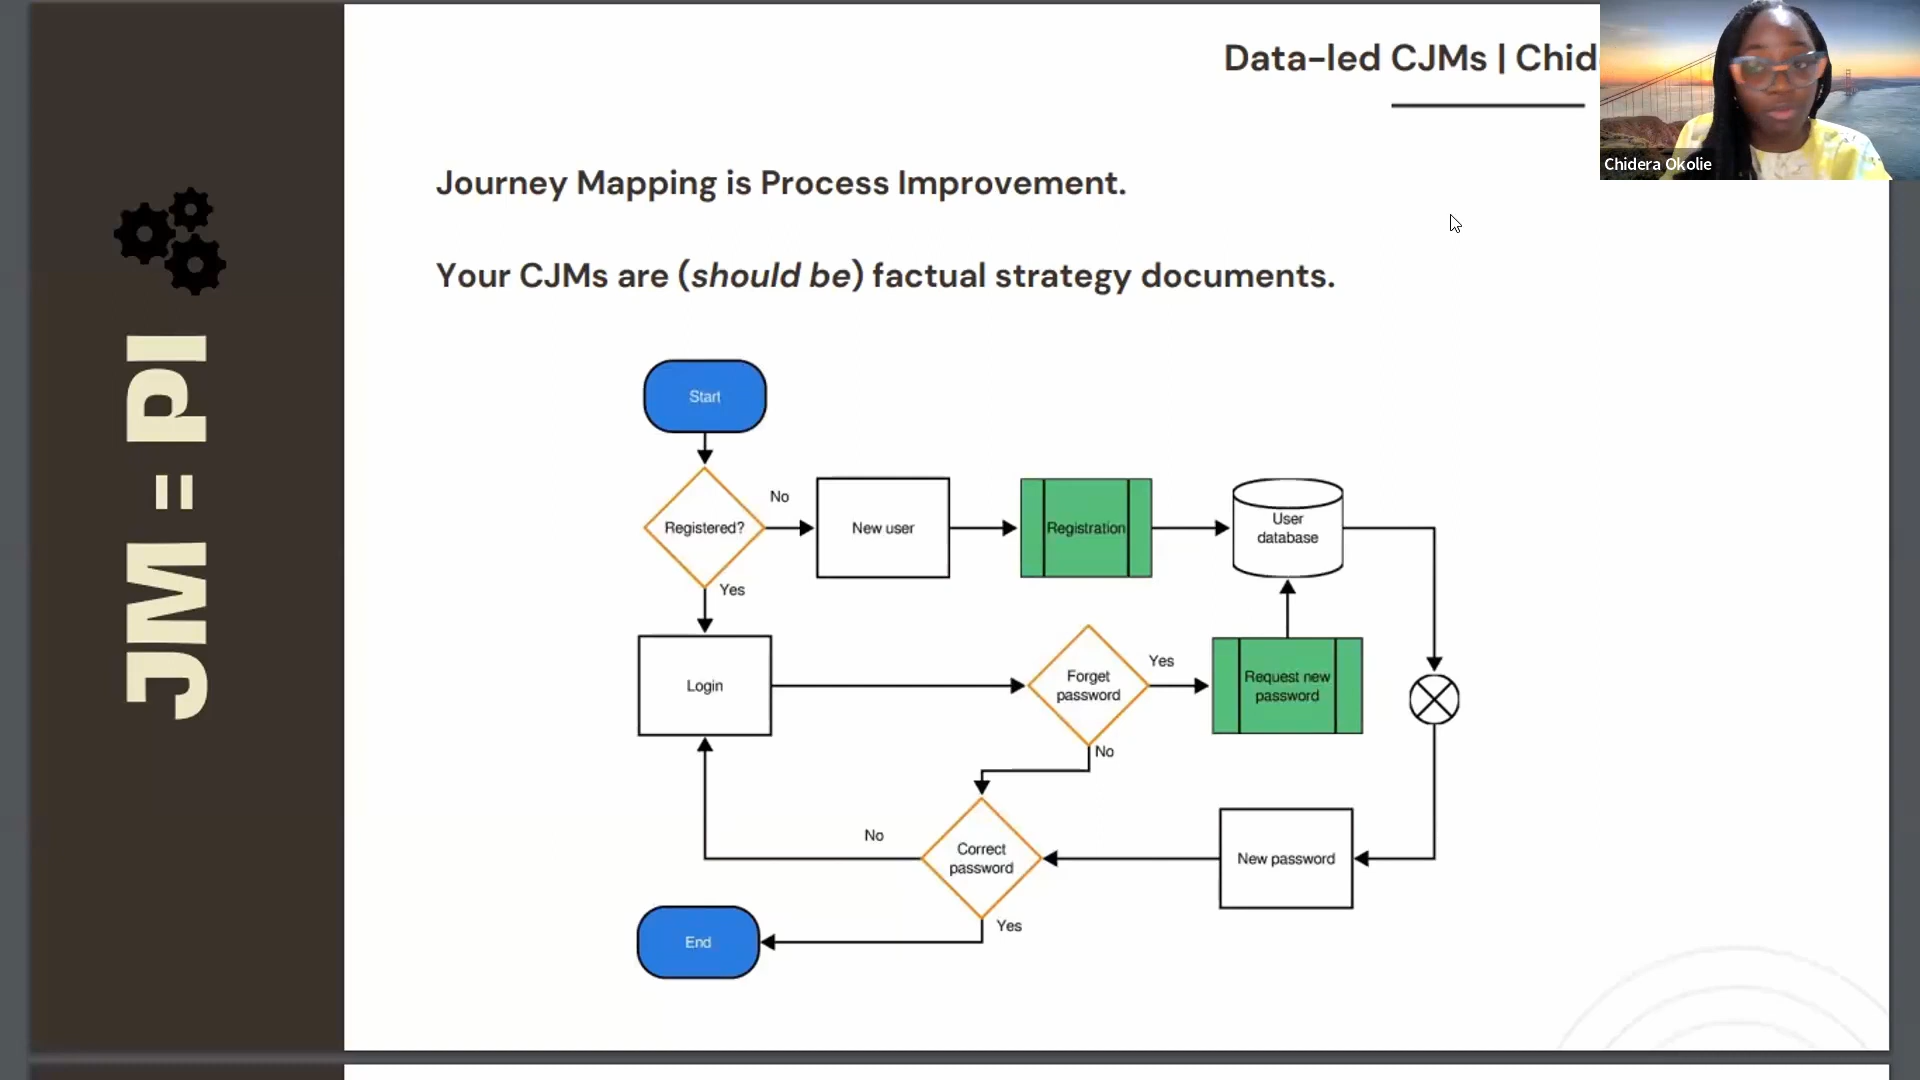 Data-led CJMs | Chid
Chidera Okolie
JM = PI
Journey Mapping is Process Improvement.
Your CJMs are (should be) factual strategy documents.
Start
Registered?
No
New user
Registration
User
database
Yes
Login
Forget
password
Yes
Request new
password
No
No
Correct
password
New password
Yes
End